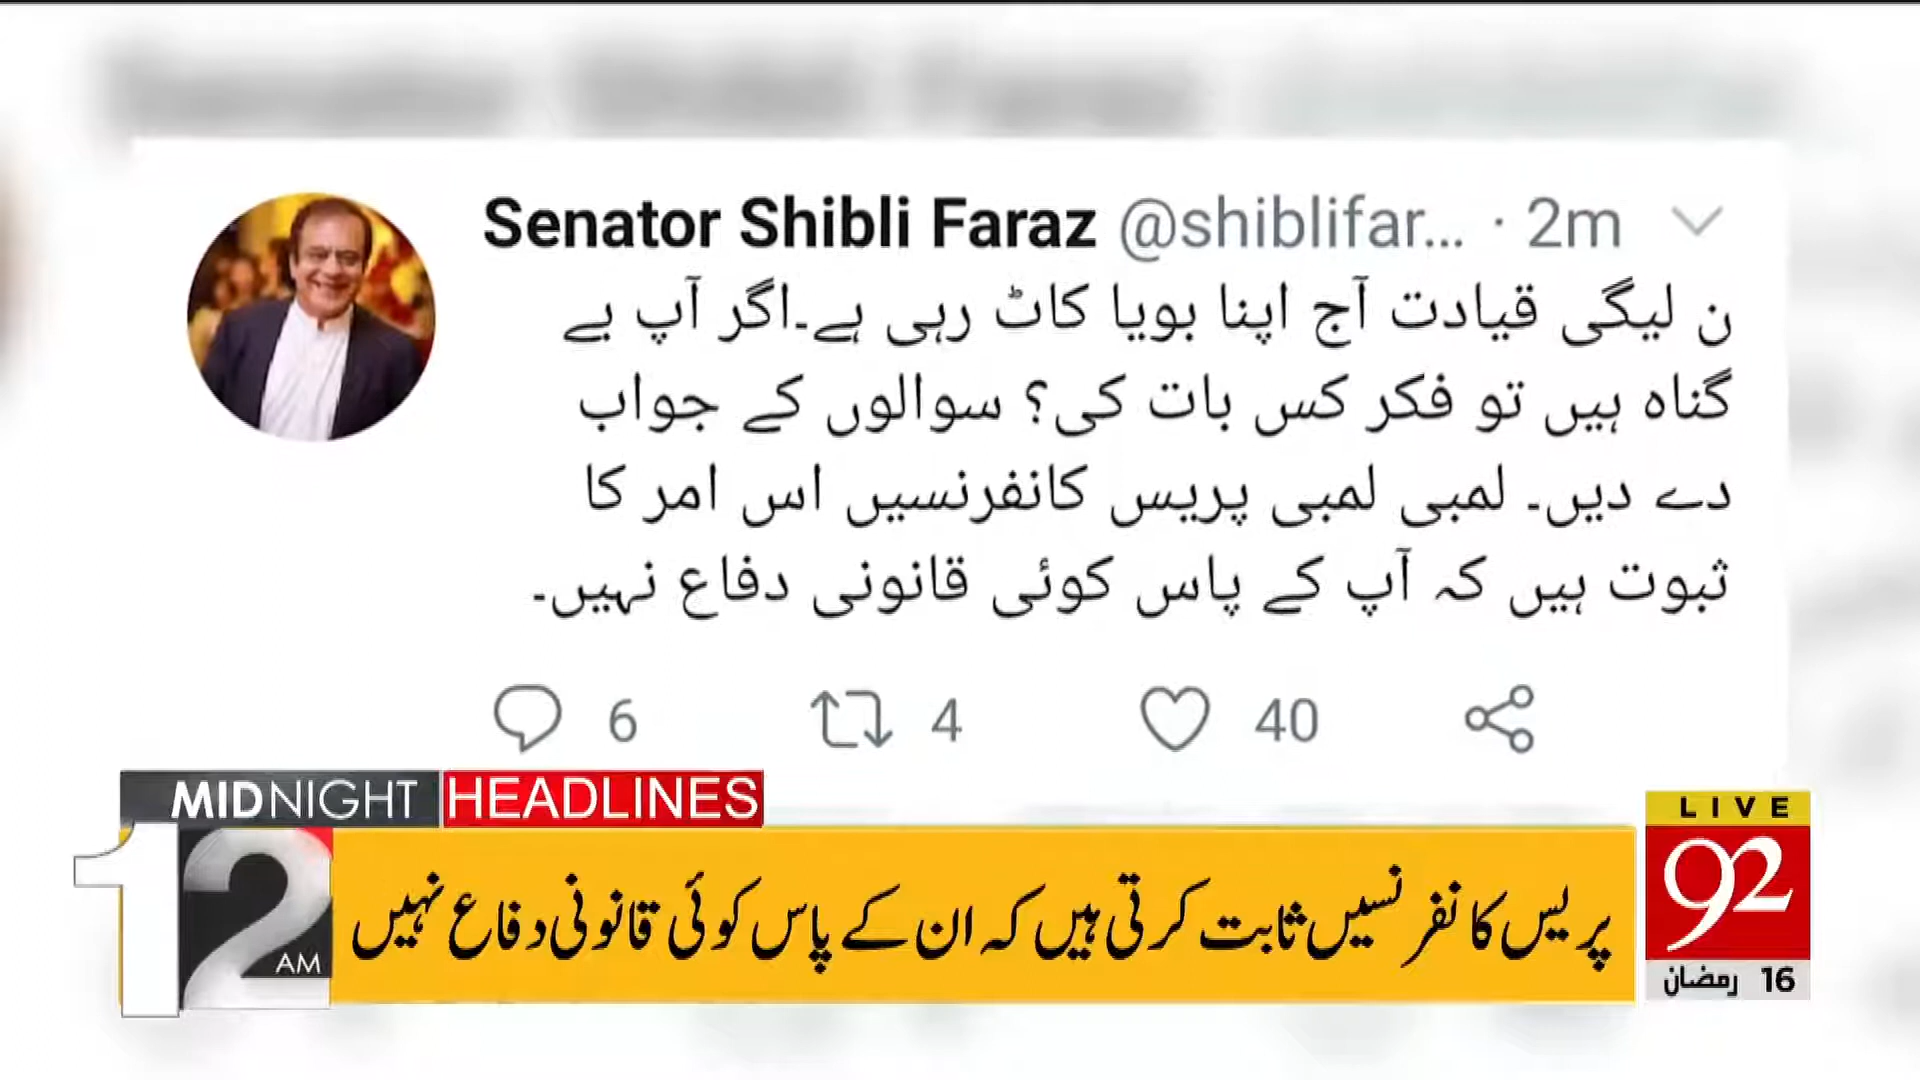 Senator Shibli Faraz @shiblifar... · 2m
ن لیگی قیادت آج اپنا بویا کاٹ رہی ہے۔اگر آپ بے
گناہ ہیں تو فکر کس بات کی؟ سوالوں کے جواب
دے دیں۔ لمبی لمبی پریس کانفرنسیں اس امر کا
ثبوت ہیں کہ آپ کے پاس کوئی قانونی دفاع نہیں۔
6 4 40
MIDNIGHT HEADLINES
12 AM
پریس کانفرنسیں ثابت کرتی ہیں کہ ان کے پاس کوئی قانونی دفاع نہیں
LIVE
92
16 رمضان